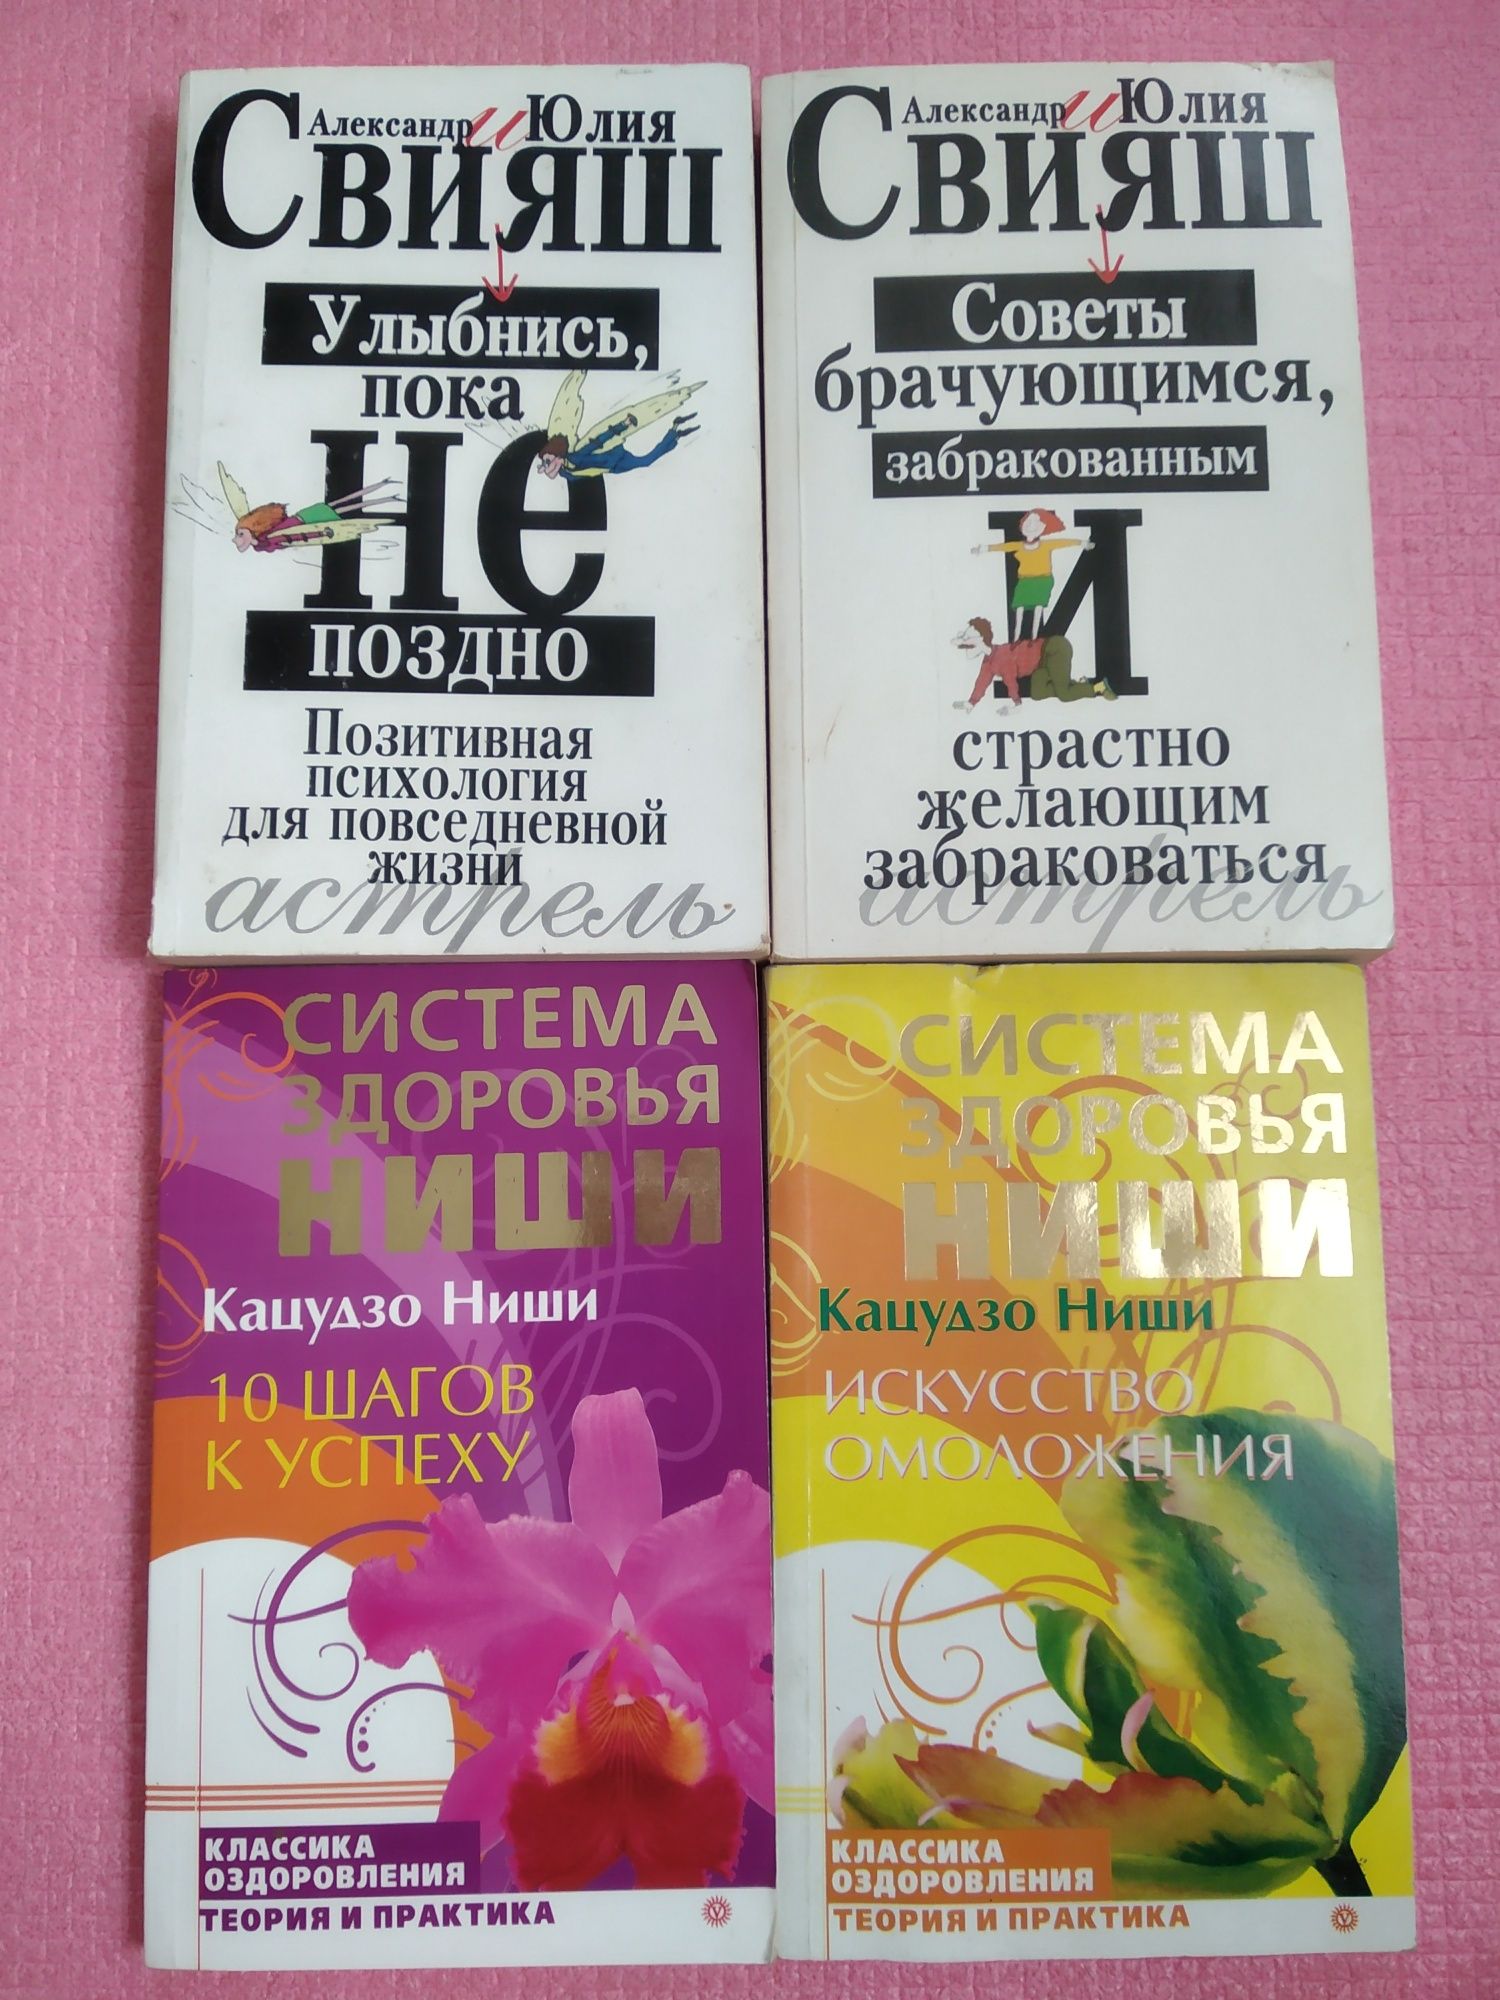 Александр и Юлия
Свияш
Улыбнись,
пока
не
поздно
Позитивная
психология
для повседневной
жизни
астрель
Александр и Юлия
Свияш
Советы
брачующимся,
забракованным
и
страстно
желающим
забраковаться
астрель
СИСТЕМА
ЗДОРОВЬЯ
НИШИ
Кацудзо Ниши
10 ШАГОВ
К УСПЕХУ
КЛАССИКА
ОЗДОРОВЛЕНИЯ
ТЕОРИЯ И ПРАКТИКА
V
СИСТЕМА
ЗДОРОВЬЯ
НИШИ
Кацудзо Ниши
ИСКУССТВО
ОМОЛОЖЕНИЯ
КЛАССИКА
ОЗДОРОВЛЕНИЯ
ТЕОРИЯ И ПРАКТИКА
V